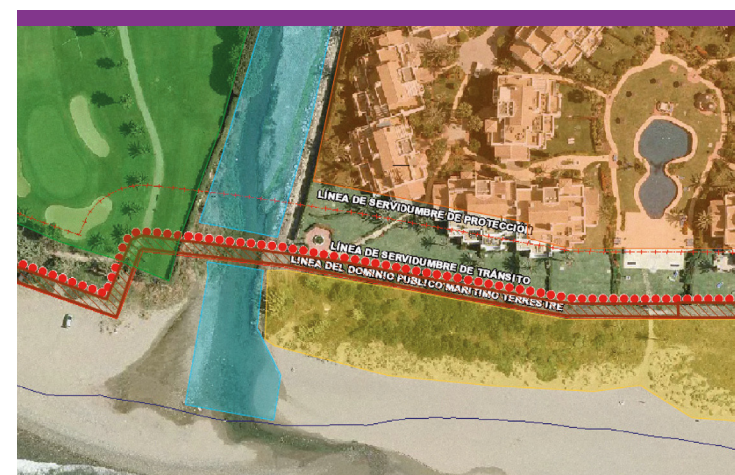 LÍNEA DE SERVIDUMBRE DE PROTECCIÓN
LÍNEA DE SERVIDUMBRE DE TRÁNSITO
LÍNEA DEL DOMINIO PÚBLICO MARÍTIMO TERRESTRE